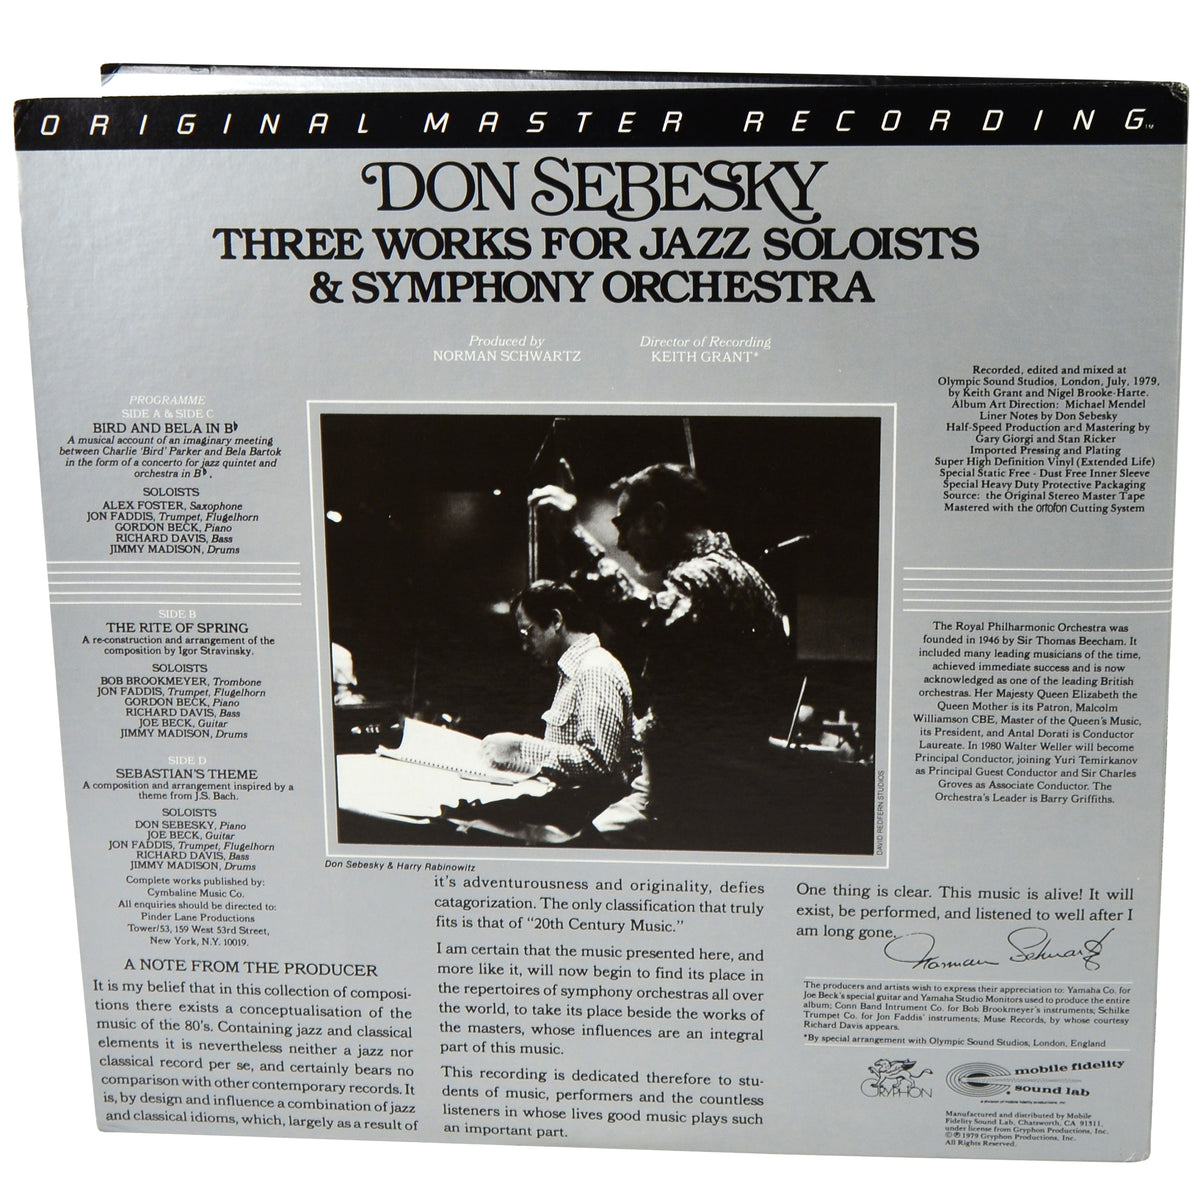 ORIGINAL MASTER RECORDING™
DON SEBESKY
THREE WORKS FOR JAZZ SOLOISTS
& SYMPHONY ORCHESTRA
Produced by
NORMAN SCHWARTZ
Director of Recording
KEITH GRANT*
PROGRAMME
SIDE A & SIDE C
BIRD AND BELA IN B♭
A musical account of an imaginary meeting
between Charlie 'Bird' Parker and Bela Bartok
in the form of a concerto for jazz quintet and
orchestra in B♭.
SOLOISTS
ALEX FOSTER, Saxophone
JON FADDIS, Trumpet, Flugelhorn
GORDON BECK, Piano
RICHARD DAVIS, Bass
JIMMY MADISON, Drums
SIDE B
THE RITE OF SPRING
A re-construction and arrangement of the
composition by Igor Stravinsky.
SOLOISTS
BOB BROOKMEYER, Trombone
JON FADDIS, Trumpet, Flugelhorn
GORDON BECK, Piano
RICHARD DAVIS, Bass
JOE BECK, Guitar
JIMMY MADISON, Drums
SIDE D
SEBASTIAN'S THEME
A composition and arrangement inspired by a
theme from J.S. Bach.
SOLOISTS
DON SEBESKY, Piano
JOE BECK, Guitar
JON FADDIS, Trumpet, Flugelhorn
RICHARD DAVIS, Bass
JIMMY MADISON, Drums
Complete works published by:
Cymbaline Music Co.
All enquiries should be directed to:
Pinder Lane Productions
Tower/53, 159 West 53rd Street,
New York, N.Y. 10019.
DAVID REDFERN STUDIOS
Don Sebesky & Harry Rabinowitz
Recorded, edited and mixed at
Olympic Sound Studios, London, July, 1979,
by Keith Grant and Nigel Brooke-Harte.
Album Art Direction: Michael Mendel
Liner Notes by Don Sebesky
Half-Speed Production and Mastering by
Gary Giorgi and Stan Ricker
Imported Pressing and Plating
Super High Definition Vinyl (Extended Life)
Special Static Free - Dust Free Inner Sleeve
Special Heavy Duty Protective Packaging
Source: the Original Stereo Master Tape
Mastered with the ortofon Cutting System
The Royal Philharmonic Orchestra was
founded in 1946 by Sir Thomas Beecham. It
included many leading musicians of the time,
achieved immediate success and is now
acknowledged as one of the leading British
orchestras. Her Majesty Queen Elizabeth the
Queen Mother is its Patron, Malcolm
Williamson CBE, Master of the Queen's Music,
its President, and Antal Dorati is Conductor
Laureate. In 1980 Walter Weller will become
Principal Conductor, joining Yuri Temirkanov
as Principal Guest Conductor and Sir Charles
Groves as Associate Conductor. The
Orchestra's Leader is Barry Griffiths.
A NOTE FROM THE PRODUCER
It is my belief that in this collection of composi-
tions there exists a conceptualisation of the
music of the 80's. Containing jazz and classical
elements it is nevertheless neither a jazz nor
classical record per se, and certainly bears no
comparison with other contemporary records. It
is, by design and influence a combination of jazz
and classical idioms, which, largely as a result of
it's adventurousness and originality, defies
catagorization. The only classification that truly
fits is that of "20th Century Music."
I am certain that the music presented here, and
more like it, will now begin to find its place in
the repertoires of symphony orchestras all over
the world, to take its place beside the works of
the masters, whose influences are an integral
part of this music.
This recording is dedicated therefore to stu-
dents of music, performers and the countless
listeners in whose lives good music plays such
an important part.
One thing is clear. This music is alive! It will
exist, be performed, and listened to well after I
am long gone.
Norman Schwartz
The producers and artists wish to express their appreciation to: Yamaha Co. for
Joe Beck's special guitar and Yamaha Studio Monitors used to produce the entire
album; Conn Band Intrument Co. for Bob Brookmeyer's instruments; Schilke
Trumpet Co. for Jon Faddis' instruments; Muse Records, by whose courtesy
Richard Davis appears.
*By special arrangement with Olympic Sound Studios, London, England
GRYPHON
mobile fidelity
sound lab
a division of mobile fidelity productions, inc.
Manufactured and distributed by Mobile
Fidelity Sound Lab, Chatsworth, CA 91311,
under license from Gryphon Productions, Inc.
©℗1979 Gryphon Productions, Inc.
All Rights Reserved.